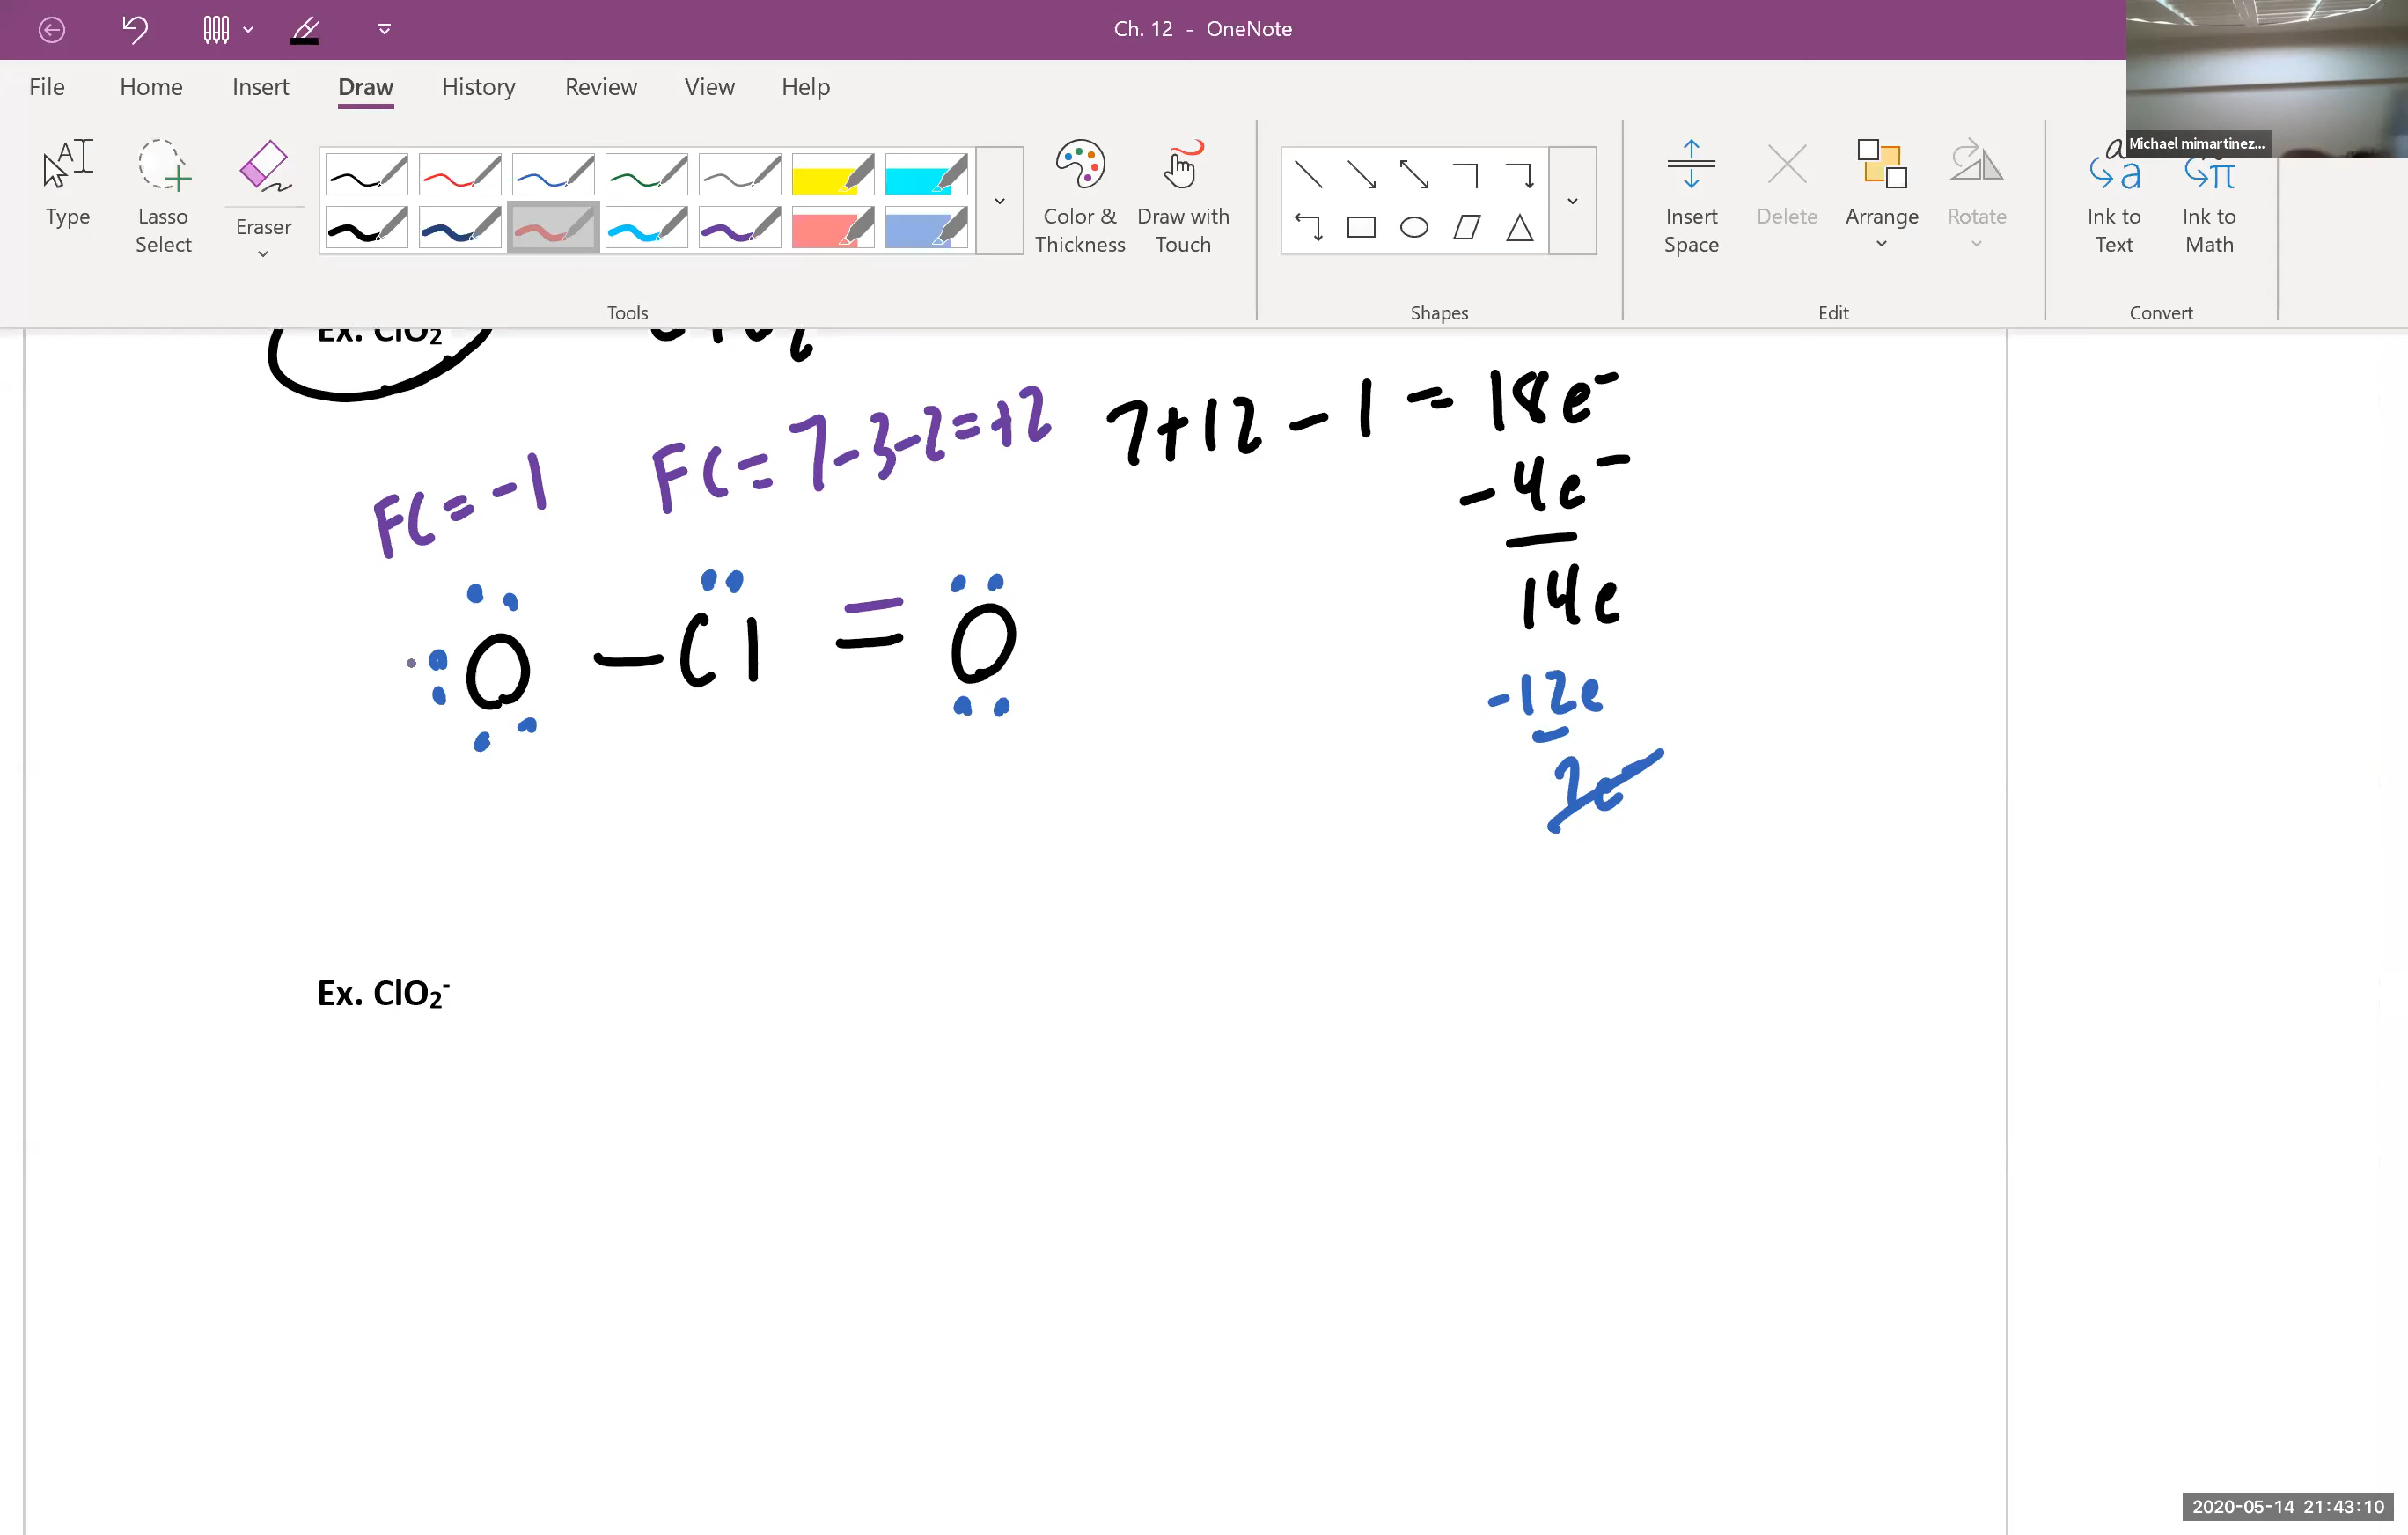 Ch. 12 - OneNote
File Home Insert Draw History Review View Help
Michael mimartinez...
Type
Lasso Select
Eraser
Color & Thickness
Draw with Touch
Insert Space
Delete
Arrange
Rotate
Ink to Text
Ink to Math
Tools
Shapes
Edit
Convert
Ex. ClO₂
7+12 - 1 = 18e⁻
FC = 7-3-2=+2
FC = -1
- 4e⁻
14e
O - Cl = O
-12e
2e⁻
Ex. ClO₂⁻
2020-05-14 21:43:10